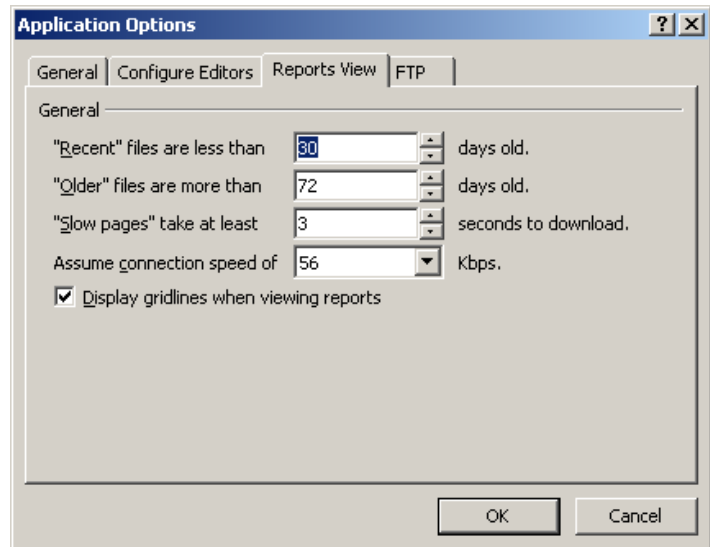 Application Options
General Configure Editors Reports View FTP
General
"Recent" files are less than 30 days old.
"Older" files are more than 72 days old.
"Slow pages" take at least 3 seconds to download.
Assume connection speed of 56 Kbps.
Display gridlines when viewing reports
OK Cancel